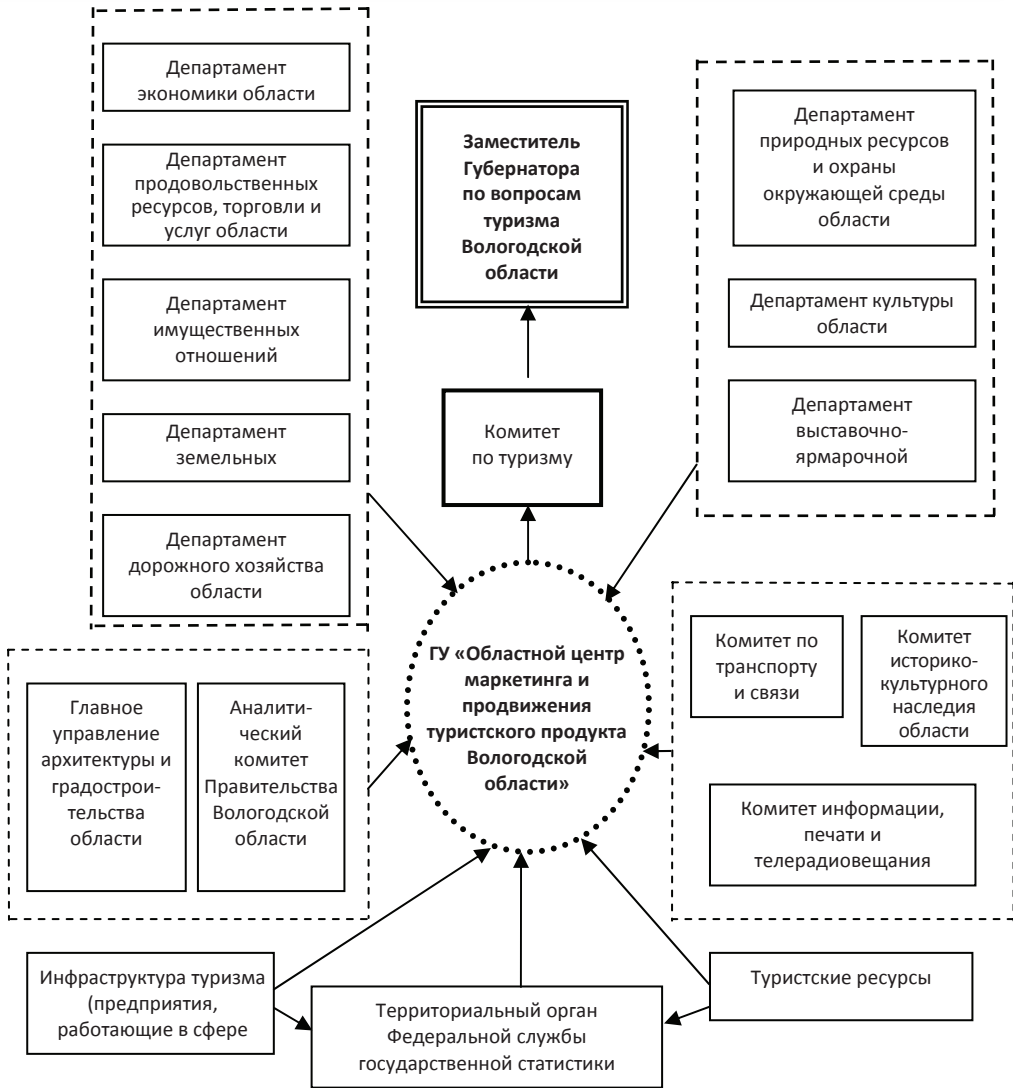 Департамент
экономики области
Департамент
продовольственных
ресурсов, торговли и
услуг области
Департамент
имущественных
отношений
Департамент
земельных
Департамент
дорожного хозяйства
области
Заместитель
Губернатора
по вопросам
туризма
Вологодской
области
Комитет
по туризму
Департамент
природных ресурсов
и охраны
окружающей среды
области
Департамент культуры
области
Департамент
выставочно-
ярмарочной
Главное
управление
архитектуры и
градострои-
тельства
области
Аналити-
ческий
комитет
Правительства
Вологодской
области
ГУ «Областной центр
маркетинга и
продвижения
туристского продукта
Вологодской
области»
Комитет по
транспорту
и связи
Комитет
историко-
культурного
наследия
области
Комитет информации,
печати и
телерадиовещания
Инфраструктура туризма
(предприятия,
работающие в сфере
Территориальный орган
Федеральной службы
государственной статистики
Туристские ресурсы